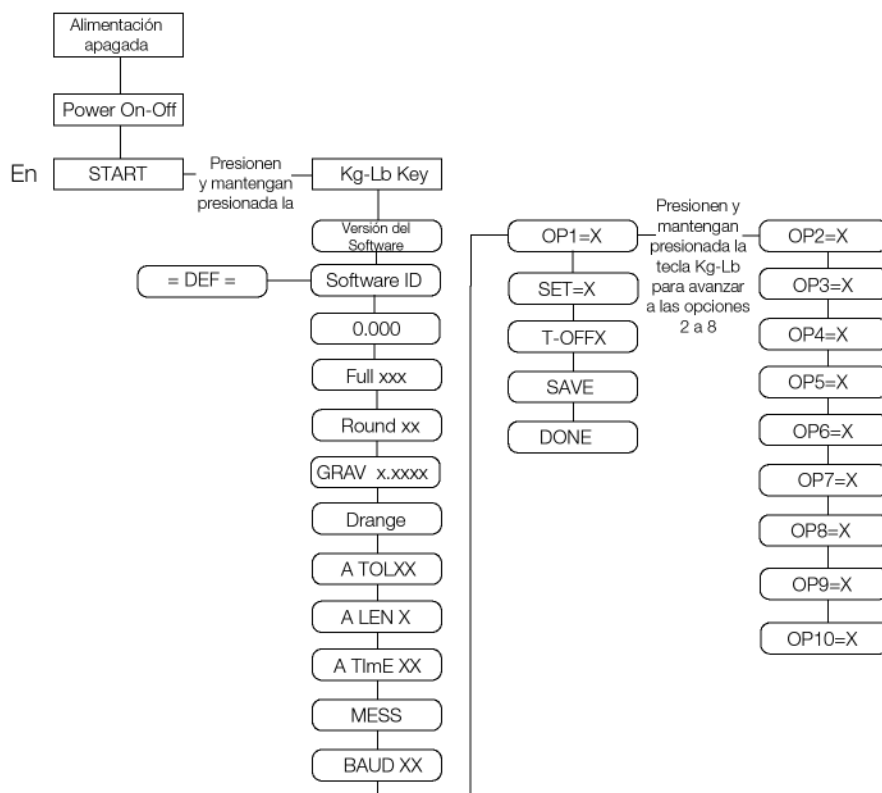 Alimentación
apagada
Power On-Off
En
START
Presionen
y mantengan
presionada la
Kg-Lb Key
Versión del
Software
= DEF =
Software ID
0.000
Full xxx
Round xx
GRAV x.xxxx
Drange
A TOLXX
A LEN X
A TImE XX
MESS
BAUD XX
OP1=X
SET=X
T-OFFX
SAVE
DONE
Presionen y
mantengan
presionada la
tecla Kg-Lb
para avanzar
a las opciones
2 a 8
OP2=X
OP3=X
OP4=X
OP5=X
OP6=X
OP7=X
OP8=X
OP9=X
OP10=X